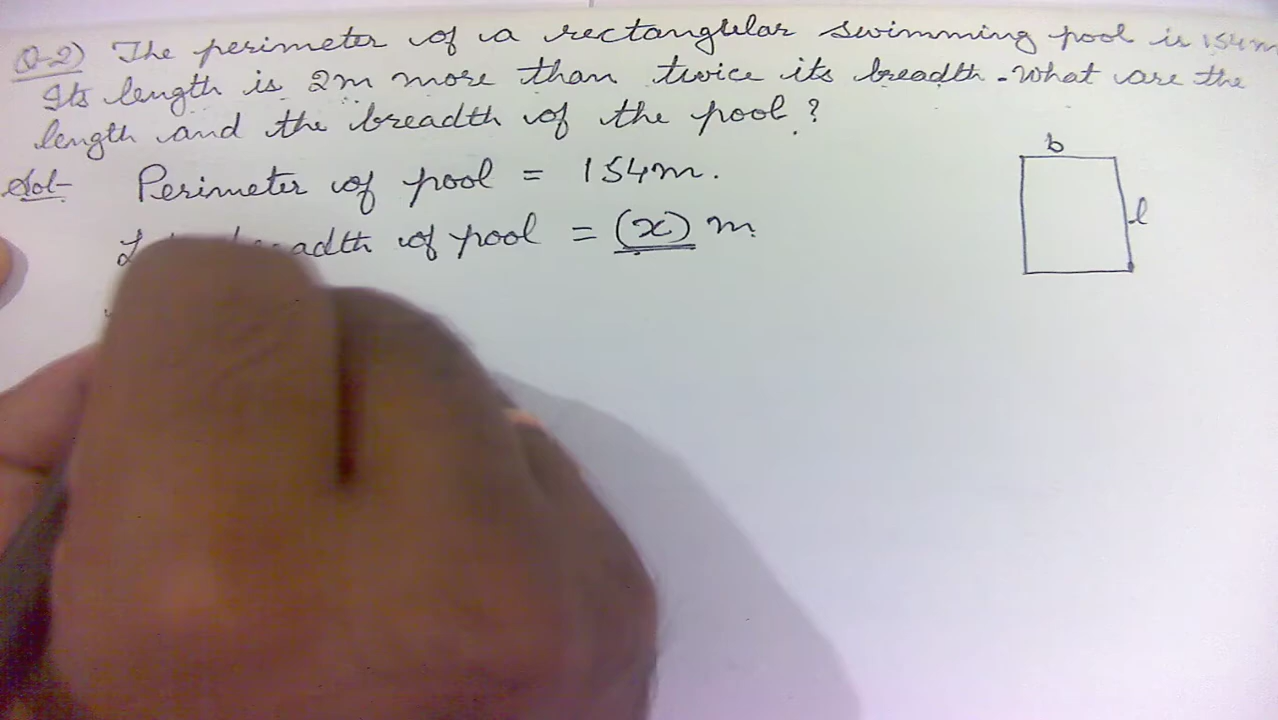 Q-2) The perimeter of a rectangular swimming pool is 154m
Its length is 2m more than twice its breadth. What are the
length and the breadth of the pool ?
b
Sol- Perimeter of pool = 154m.
l
of pool = (x) m